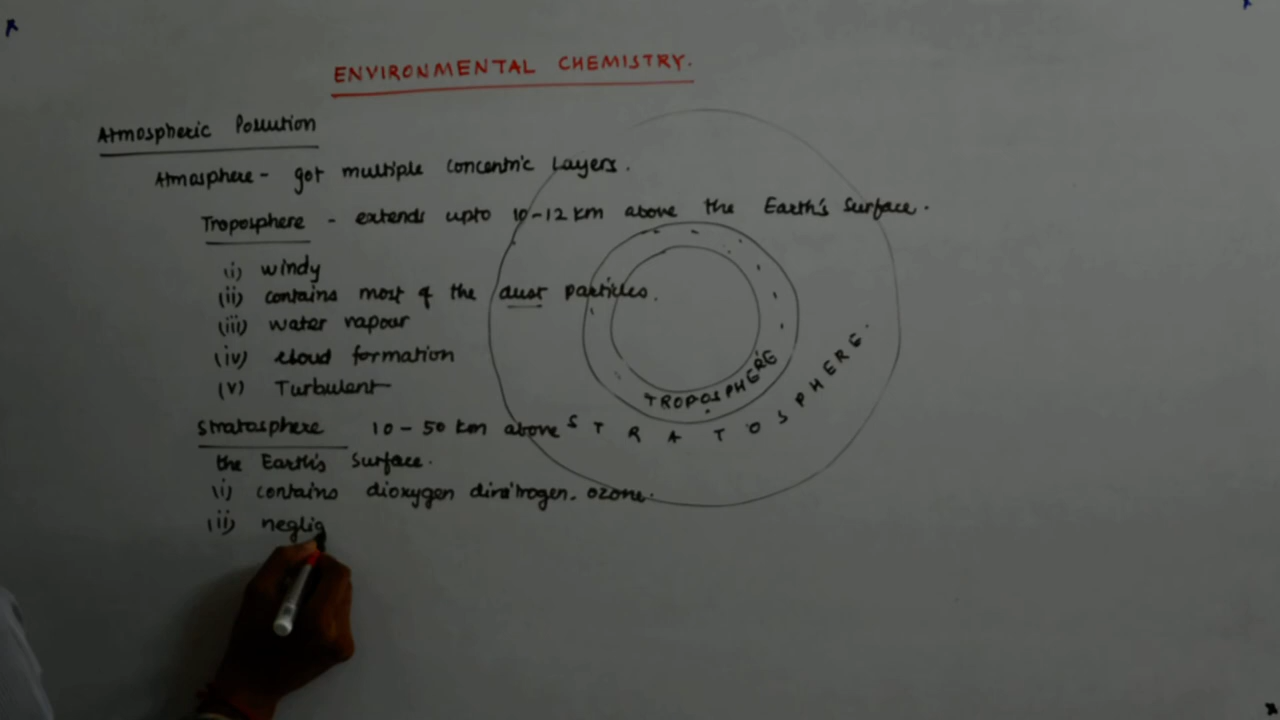 ENVIRONMENTAL CHEMISTRY.
Atmospheric Pollution
Atmasphere - got multiple concentric Layers.
Troposphere - extends upto 10-12 km above the Earth's Surface.
(i) windy
(ii) contains most of the dust particles.
(iii) water vapour
(iv) cloud formation
(v) Turbulent
Stratosphere 10-50 km above
the Earth's Surface.
(i) contains dioxygen dinitrogen. ozone.
(ii) neglig
TROPOSPHERE
STRATOSPHERE.